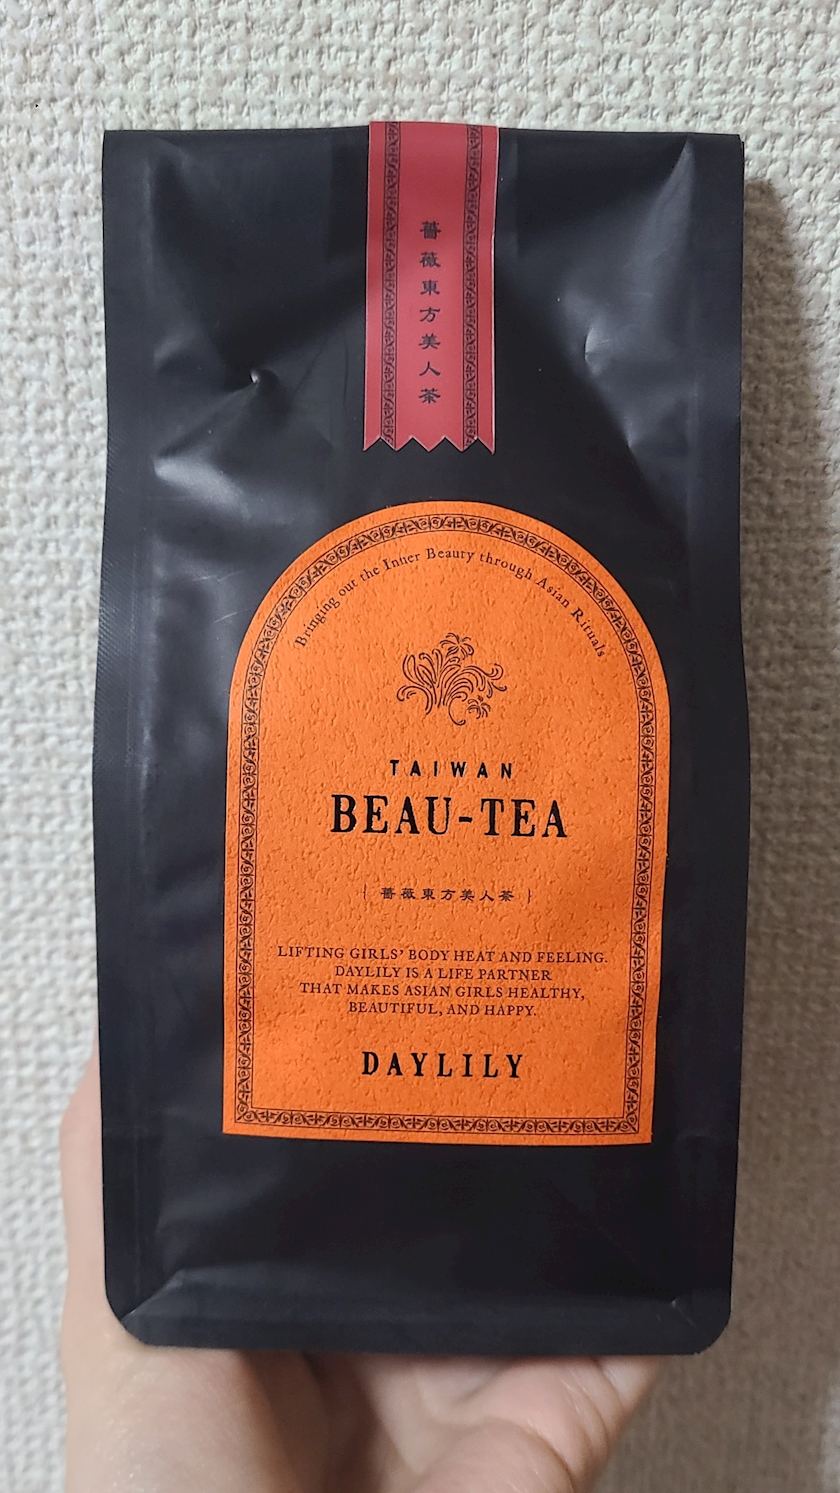 薔薇東方美人茶
Bringing out the Inner Beauty through Asian Rituals
TAIWAN
BEAU-TEA
{ 薔薇東方美人茶 }
LIFTING GIRLS' BODY HEAT AND FEELING.
DAYLILY IS A LIFE PARTNER
THAT MAKES ASIAN GIRLS HEALTHY,
BEAUTIFUL, AND HAPPY.
DAYLILY